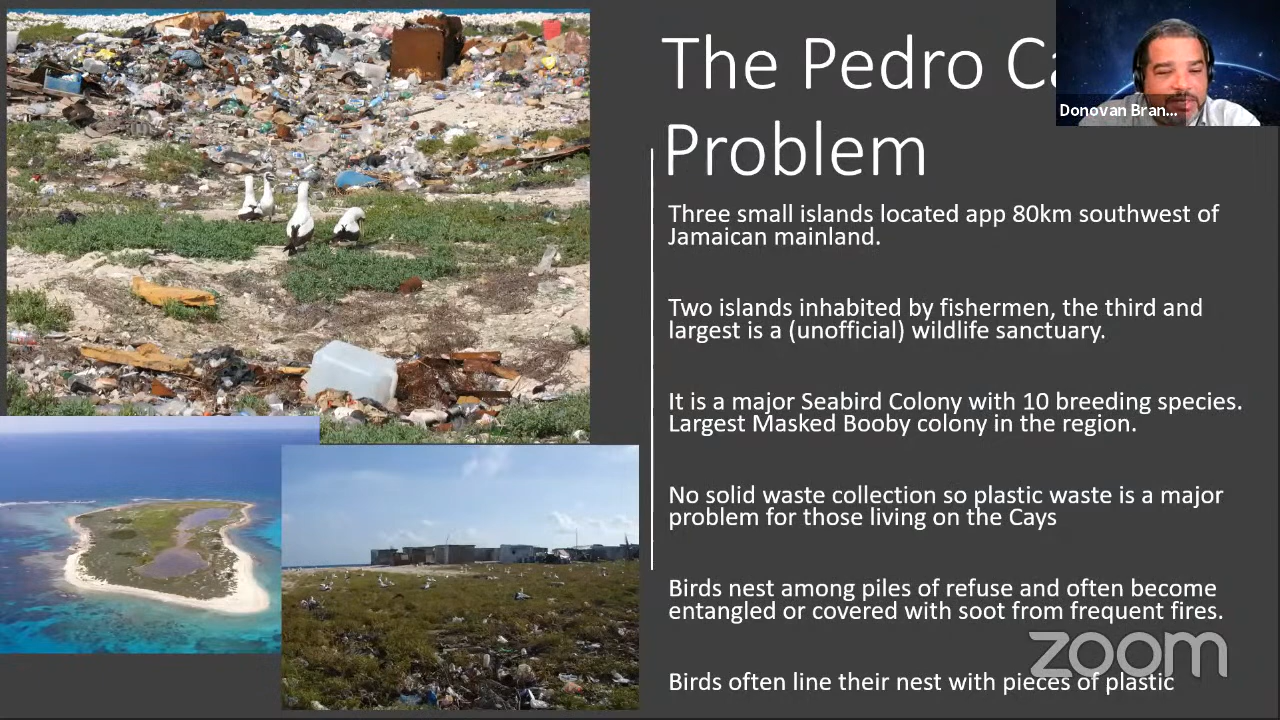 The Pedro Ca
Problem
Donovan Bran...
Three small islands located app 80km southwest of
Jamaican mainland.
Two islands inhabited by fishermen, the third and
largest is a (unofficial) wildlife sanctuary.
It is a major Seabird Colony with 10 breeding species.
Largest Masked Booby colony in the region.
No solid waste collection so plastic waste is a major
problem for those living on the Cays
Birds nest among piles of refuse and often become
entangled or covered with soot from frequent fires.
Birds often line their nest with pieces of plastic
zoom